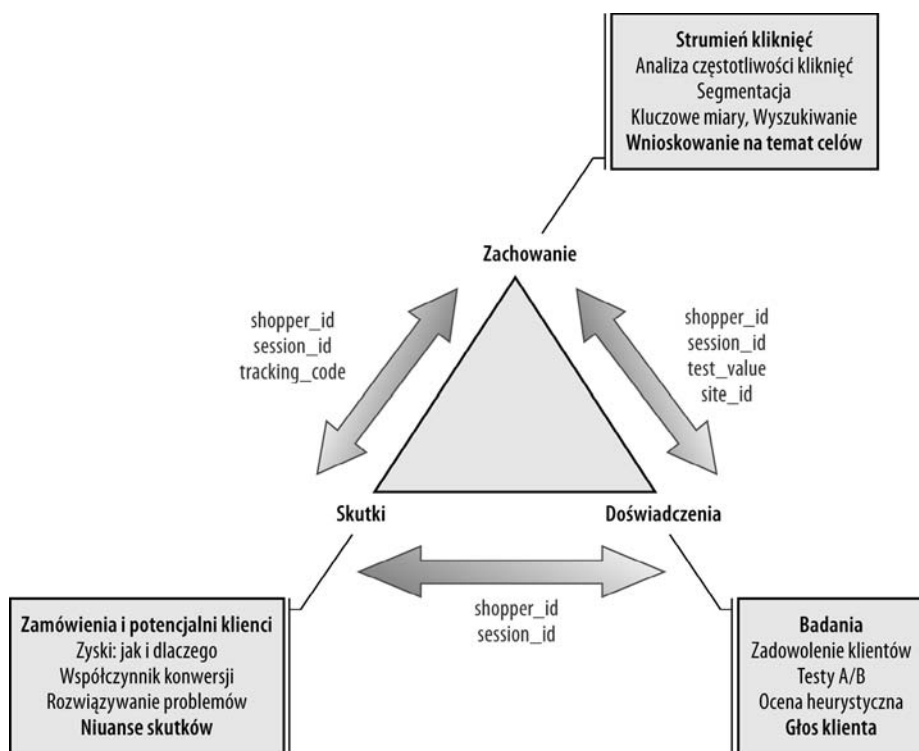 Strumień kliknięć
Analiza częstotliwości kliknięć
Segmentacja
Kluczowe miary, Wyszukiwanie
Wnioskowanie na temat celów
Zachowanie
shopper_id
session_id
tracking_code
shopper_id
session_id
test_value
site_id
Skutki
Doświadczenia
shopper_id
session_id
Zamówienia i potencjalni klienci
Zyski: jak i dlaczego
Współczynnik konwersji
Rozwiązywanie problemów
Niuanse skutków
Badania
Zadowolenie klientów
Testy A/B
Ocena heurystyczna
Głos klienta